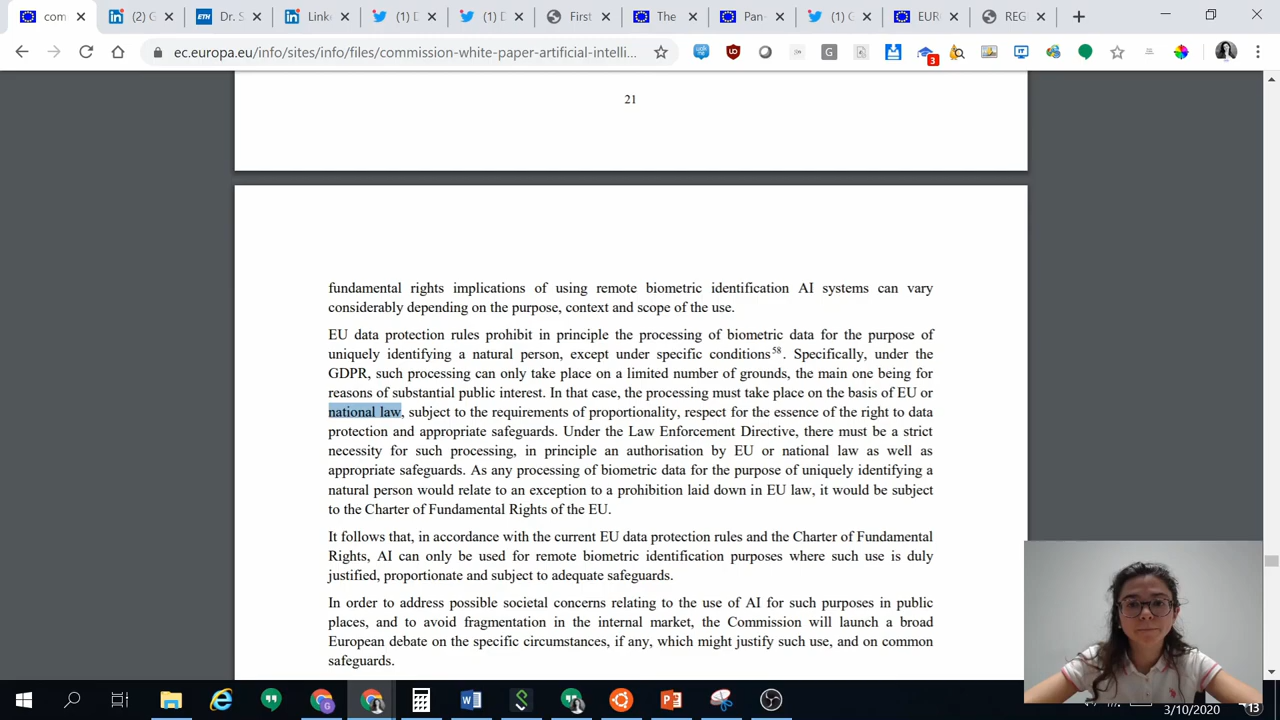 com
(2) G
Dr. S
Linke
(1) D
(1) D
First
The
Pan-
(1) G
EUR
REG
ec.europa.eu/info/sites/info/files/commission-white-paper-artificial-intelli...
3
21
fundamental rights implications of using remote biometric identification AI systems can vary
considerably depending on the purpose, context and scope of the use.
EU data protection rules prohibit in principle the processing of biometric data for the purpose of
uniquely identifying a natural person, except under specific conditions58. Specifically, under the
GDPR, such processing can only take place on a limited number of grounds, the main one being for
reasons of substantial public interest. In that case, the processing must take place on the basis of EU or
national law, subject to the requirements of proportionality, respect for the essence of the right to data
protection and appropriate safeguards. Under the Law Enforcement Directive, there must be a strict
necessity for such processing, in principle an authorisation by EU or national law as well as
appropriate safeguards. As any processing of biometric data for the purpose of uniquely identifying a
natural person would relate to an exception to a prohibition laid down in EU law, it would be subject
to the Charter of Fundamental Rights of the EU.
It follows that, in accordance with the current EU data protection rules and the Charter of Fundamental
Rights, AI can only be used for remote biometric identification purposes where such use is duly
justified, proportionate and subject to adequate safeguards.
In order to address possible societal concerns relating to the use of AI for such purposes in public
places, and to avoid fragmentation in the internal market, the Commission will launch a broad
European debate on the specific circumstances, if any, which might justify such use, and on common
safeguards.
3/10/2020
13